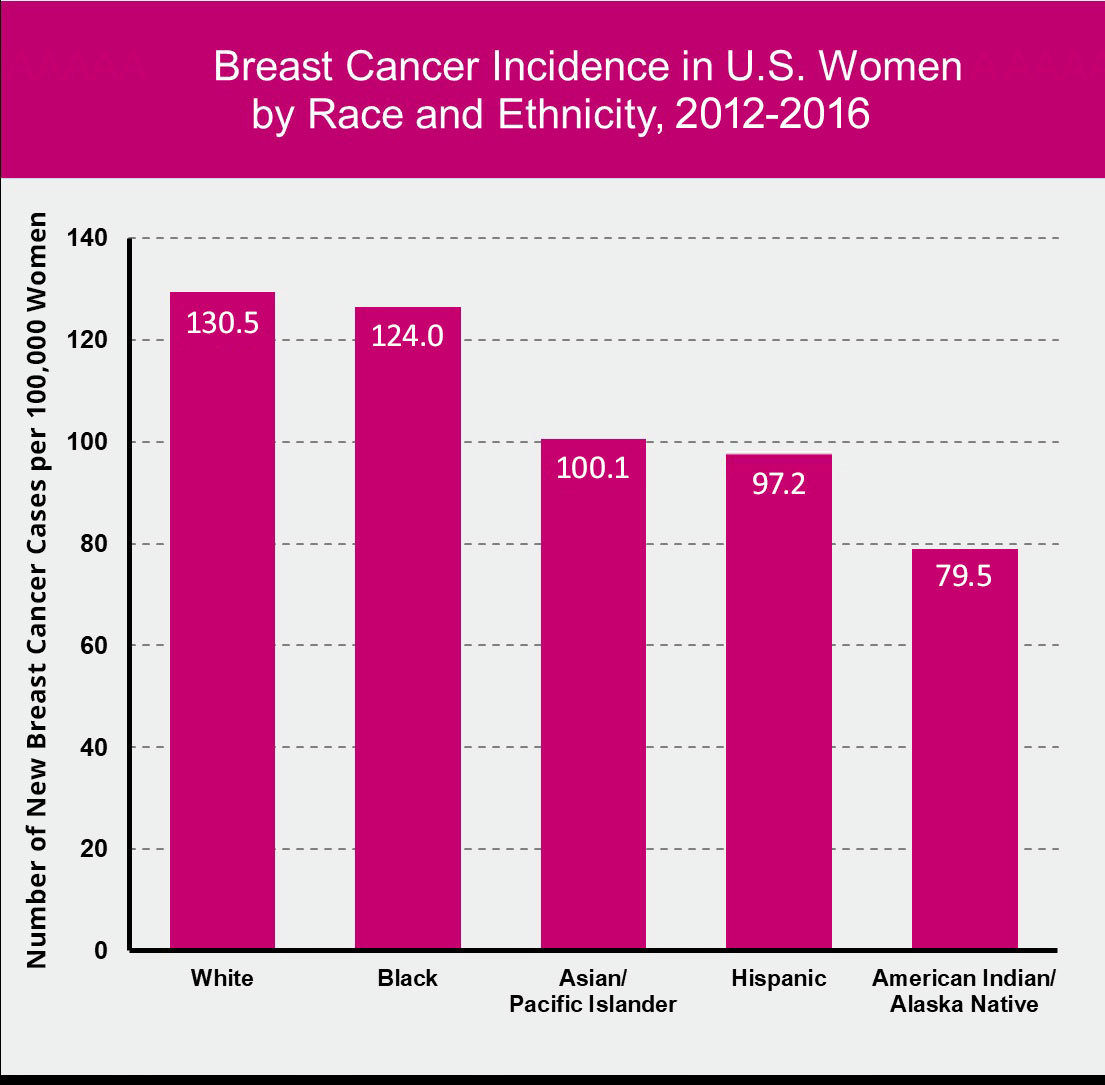 Breast Cancer Incidence in U.S. Women
by Race and Ethnicity, 2012-2016
Number of New Breast Cancer Cases per 100,000 Women
140
120
100
80
60
40
20
0
130.5
124.0
100.1
97.2
79.5
White
Black
Asian/
Pacific Islander
Hispanic
American Indian/
Alaska Native